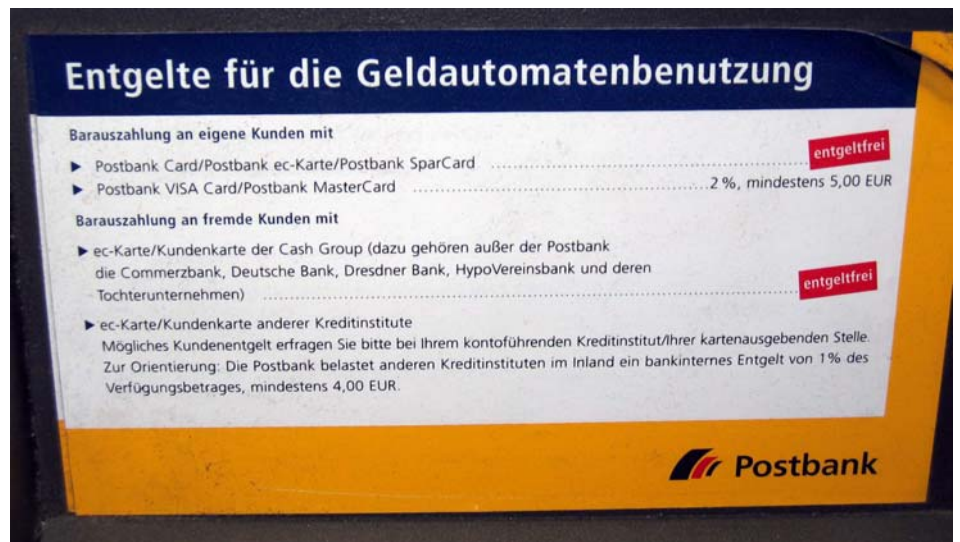 Entgelte für die Geldautomatenbenutzung
Barauszahlung an eigene Kunden mit
► Postbank Card/Postbank ec-Karte/Postbank SparCard ........................................ entgeltfrei
► Postbank VISA Card/Postbank MasterCard ........................................2 %, mindestens 5,00 EUR
Barauszahlung an fremde Kunden mit
► ec-Karte/Kundenkarte der Cash Group (dazu gehören außer der Postbank
die Commerzbank, Deutsche Bank, Dresdner Bank, HypoVereinsbank und deren
Tochterunternehmen) ........................................ entgeltfrei
► ec-Karte/Kundenkarte anderer Kreditinstitute
Mögliches Kundenentgelt erfragen Sie bitte bei Ihrem kontoführenden Kreditinstitut/Ihrer kartenausgebenden Stelle.
Zur Orientierung: Die Postbank belastet anderen Kreditinstituten im Inland ein bankinternes Entgelt von 1% des
Verfügungsbetrages, mindestens 4,00 EUR.
Postbank